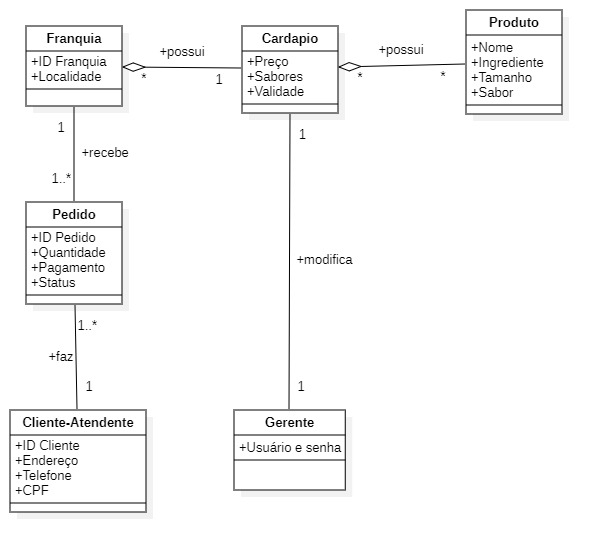 Franquia
+ID Franquia
+Localidade
+possui
*
1
Cardapio
+Preço
+Sabores
+Validade
+possui
*
*
Produto
+Nome
+Ingrediente
+Tamanho
+Sabor
1
+recebe
1..*
Pedido
+ID Pedido
+Quantidade
+Pagamento
+Status
1..*
+faz
1
Cliente-Atendente
+ID Cliente
+Endereço
+Telefone
+CPF
1
+modifica
1
Gerente
+Usuário e senha